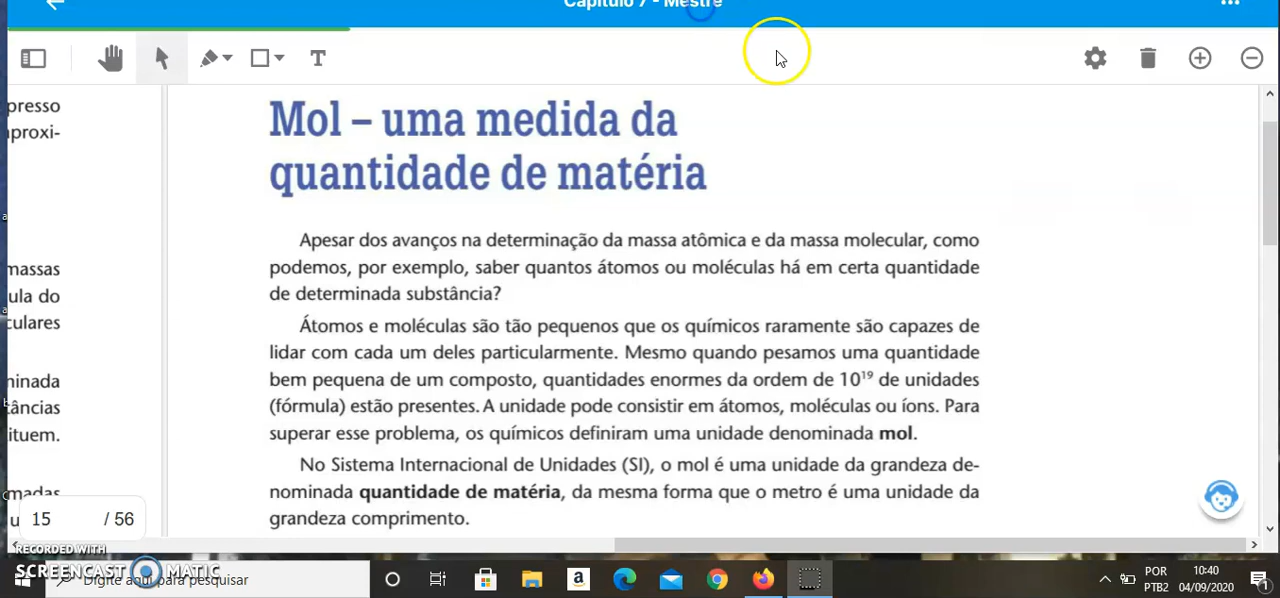 Capítulo 7 - Mestre
presso
aproxi-
massas
ula do
culares
minada
tâncias
ituem.
madas
15 / 56
Mol – uma medida da
quantidade de matéria
Apesar dos avanços na determinação da massa atômica e da massa molecular, como
podemos, por exemplo, saber quantos átomos ou moléculas há em certa quantidade
de determinada substância?
Átomos e moléculas são tão pequenos que os químicos raramente são capazes de
lidar com cada um deles particularmente. Mesmo quando pesamos uma quantidade
bem pequena de um composto, quantidades enormes da ordem de 10¹⁹ de unidades
(fórmula) estão presentes. A unidade pode consistir em átomos, moléculas ou íons. Para
superar esse problema, os químicos definiram uma unidade denominada mol.
No Sistema Internacional de Unidades (SI), o mol é uma unidade da grandeza de-
nominada quantidade de matéria, da mesma forma que o metro é uma unidade da
grandeza comprimento.
RECORDED WITH
SCREENCAST MATIC
Digite aqui para pesquisar
POR
PTB2
10:40
04/09/2020
1